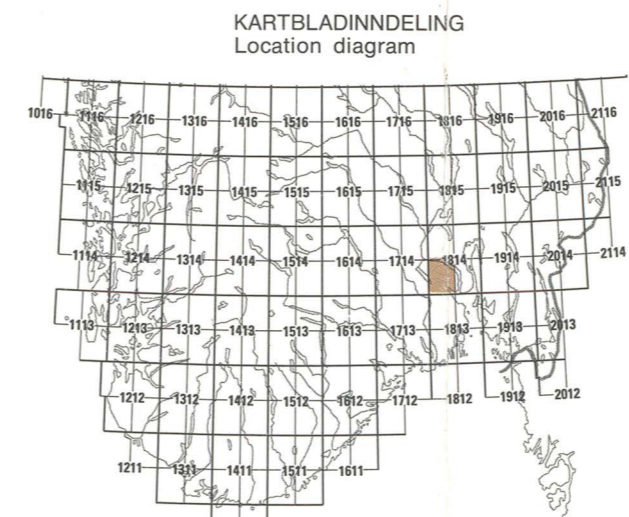 KARTBLADINNDELING
Location diagram
1016 1116 1216 1316 1416 1516 1616 1716 1816 1916 2016 2116
1115 1215 1315 1415 1515 1615 1715 1815 1915 2015 2115
1114 1214 1314 1414 1514 1614 1714 1814 1914 2014 2114
1113 1213 1313 1413 1513 1613 1713 1813 1913 2013
1212 1312 1412 1512 1612 1712 1812 1912 2012
1211 1311 1411 1511 1611